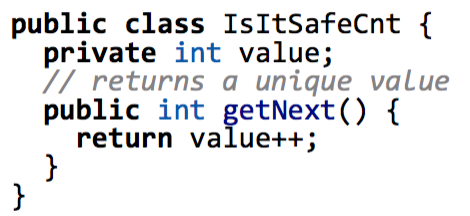 public class IsItSafeCnt {
  private int value;
  // returns a unique value
  public int getNext() {
    return value++;
  }
}